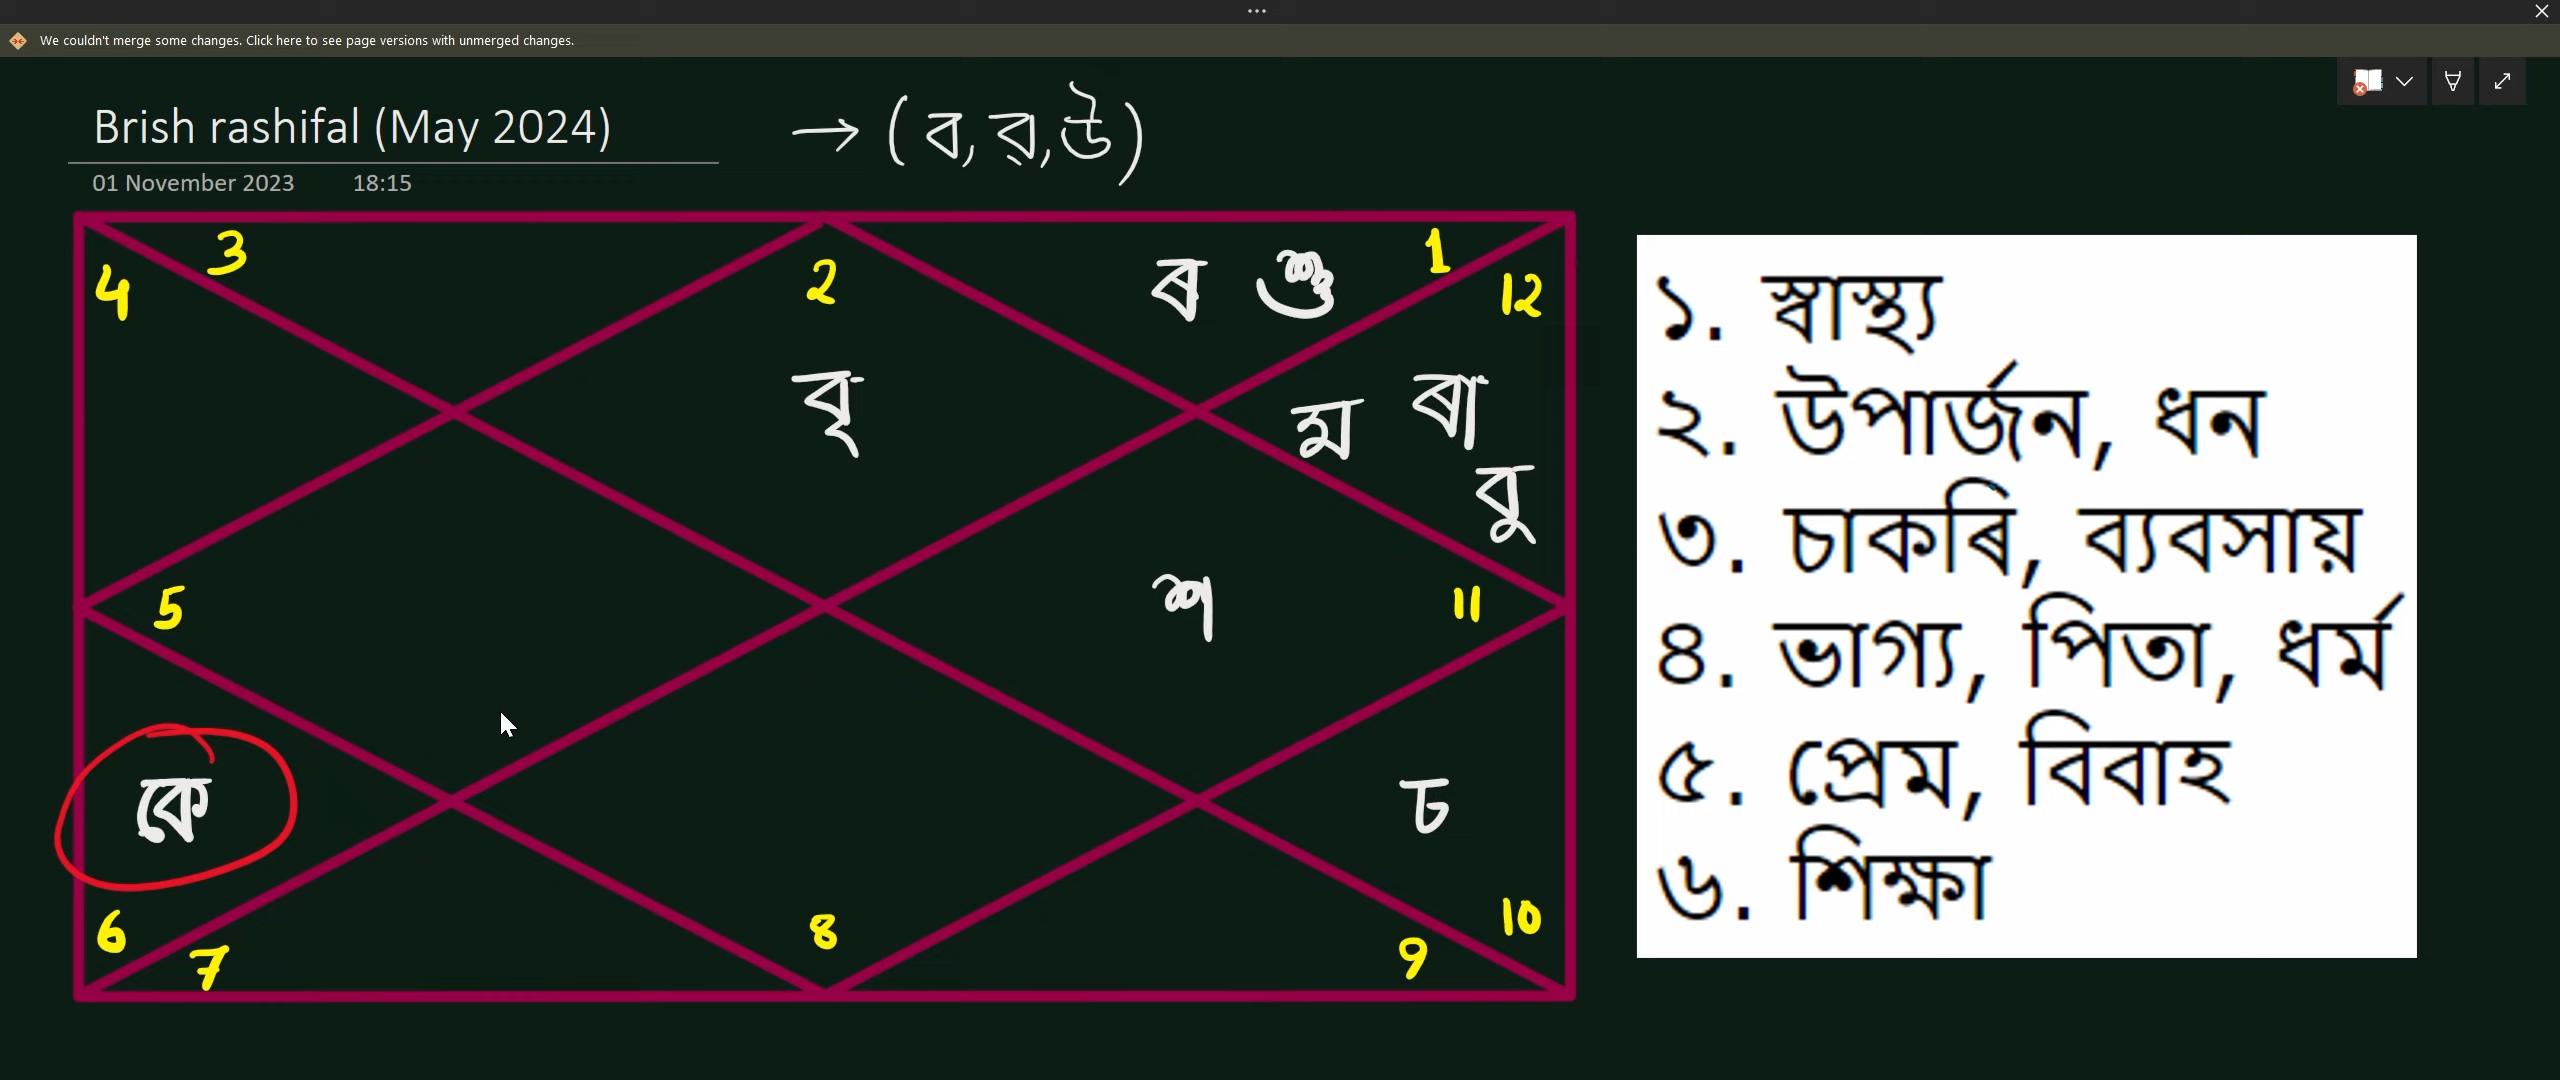 We couldn't merge some changes. Click here to see page versions with unmerged changes.
Brish rashifal (May 2024) → (ব, ব়, উ)
01 November 2023 18:15
3 2 ৰ শু 1
4 12
বৃ ম ৰা
বু
5 শ 11
কে চ
6 8 10
7 9
১. স্বাস্থ্য
২. উপাৰ্জন, ধন
৩. চাকৰি, ব্যবসায়
৪. ভাগ্য, পিতা, ধৰ্ম
৫. প্ৰেম, বিবাহ
৬. শিক্ষা